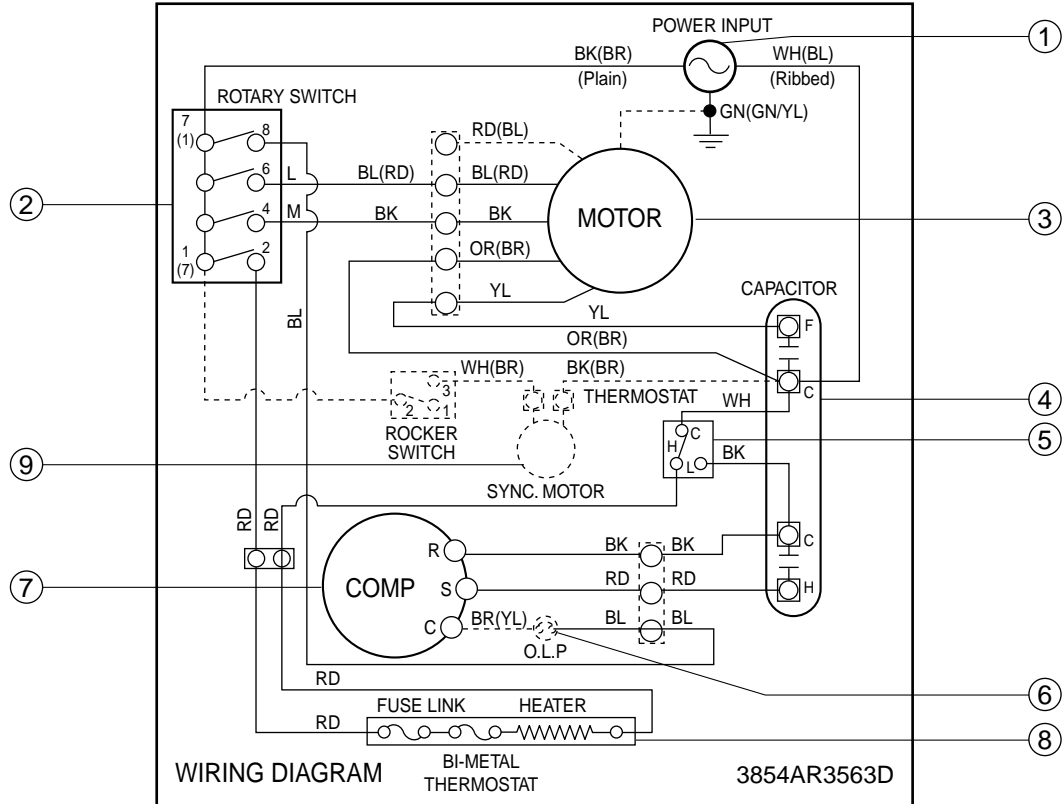 POWER INPUT
1
BK(BR)
WH(BL)
(Plain)
(Ribbed)
ROTARY SWITCH
GN(GN/YL)
7
(1)
8
RD(BL)
6
L
BL(RD)
BL(RD)
2
4
M
BK
BK
MOTOR
3
1
(7)
2
OR(BR)
YL
CAPACITOR
BL
YL
F
OR(BR)
WH(BR)
BK(BR)
3
THERMOSTAT
C
2
1
WH
4
ROCKER
SWITCH
C
H
L
BK
5
9
SYNC. MOTOR
RD
RD
R
BK
BK
C
7
COMP
S
RD
RD
H
C
BR(YL)
BL
BL
O.L.P
RD
6
FUSE LINK
HEATER
RD
8
BI-METAL
THERMOSTAT
WIRING DIAGRAM
3854AR3563D